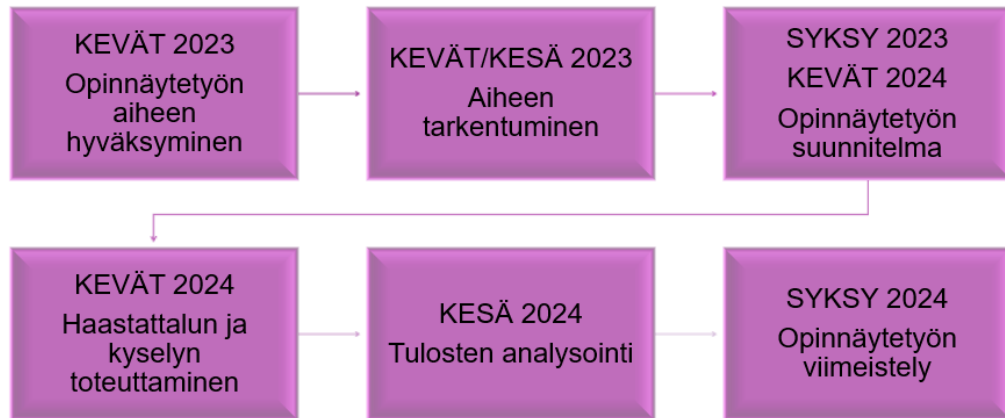 KEVÄT 2023
Opinnäytetyön
aiheen
hyväksyminen
KEVÄT/KESÄ 2023
Aiheen
tarkentuminen
SYKSY 2023
KEVÄT 2024
Opinnäytetyön
suunnitelma
KEVÄT 2024
Haastattalun ja
kyselyn
toteuttaminen
KESÄ 2024
Tulosten analysointi
SYKSY 2024
Opinnäytetyön
viimeistely